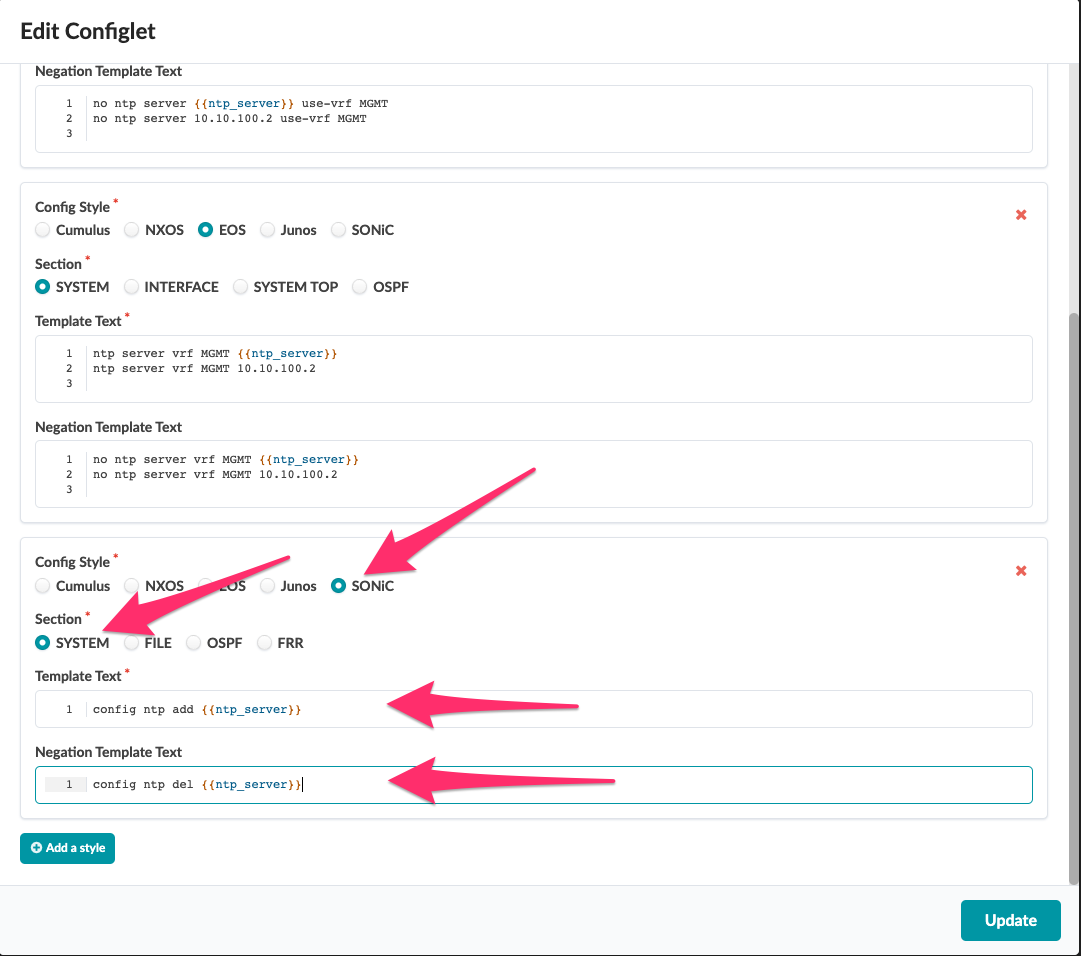 Edit Configlet
Negation Template Text
1 no ntp server {{ntp_server}} use-vrf MGMT
2 no ntp server 10.10.100.2 use-vrf MGMT
3
Config Style *
Cumulus NXOS EOS Junos SONiC
Section *
SYSTEM INTERFACE SYSTEM TOP OSPF
Template Text *
1 ntp server vrf MGMT {{ntp_server}}
2 ntp server vrf MGMT 10.10.100.2
3
Negation Template Text
1 no ntp server vrf MGMT {{ntp_server}}
2 no ntp server vrf MGMT 10.10.100.2
3
Config Style *
Cumulus NXOS EOS Junos SONiC
Section *
SYSTEM FILE OSPF FRR
Template Text *
1 config ntp add {{ntp_server}}
Negation Template Text
1 config ntp del {{ntp_server}}
Add a style
Update